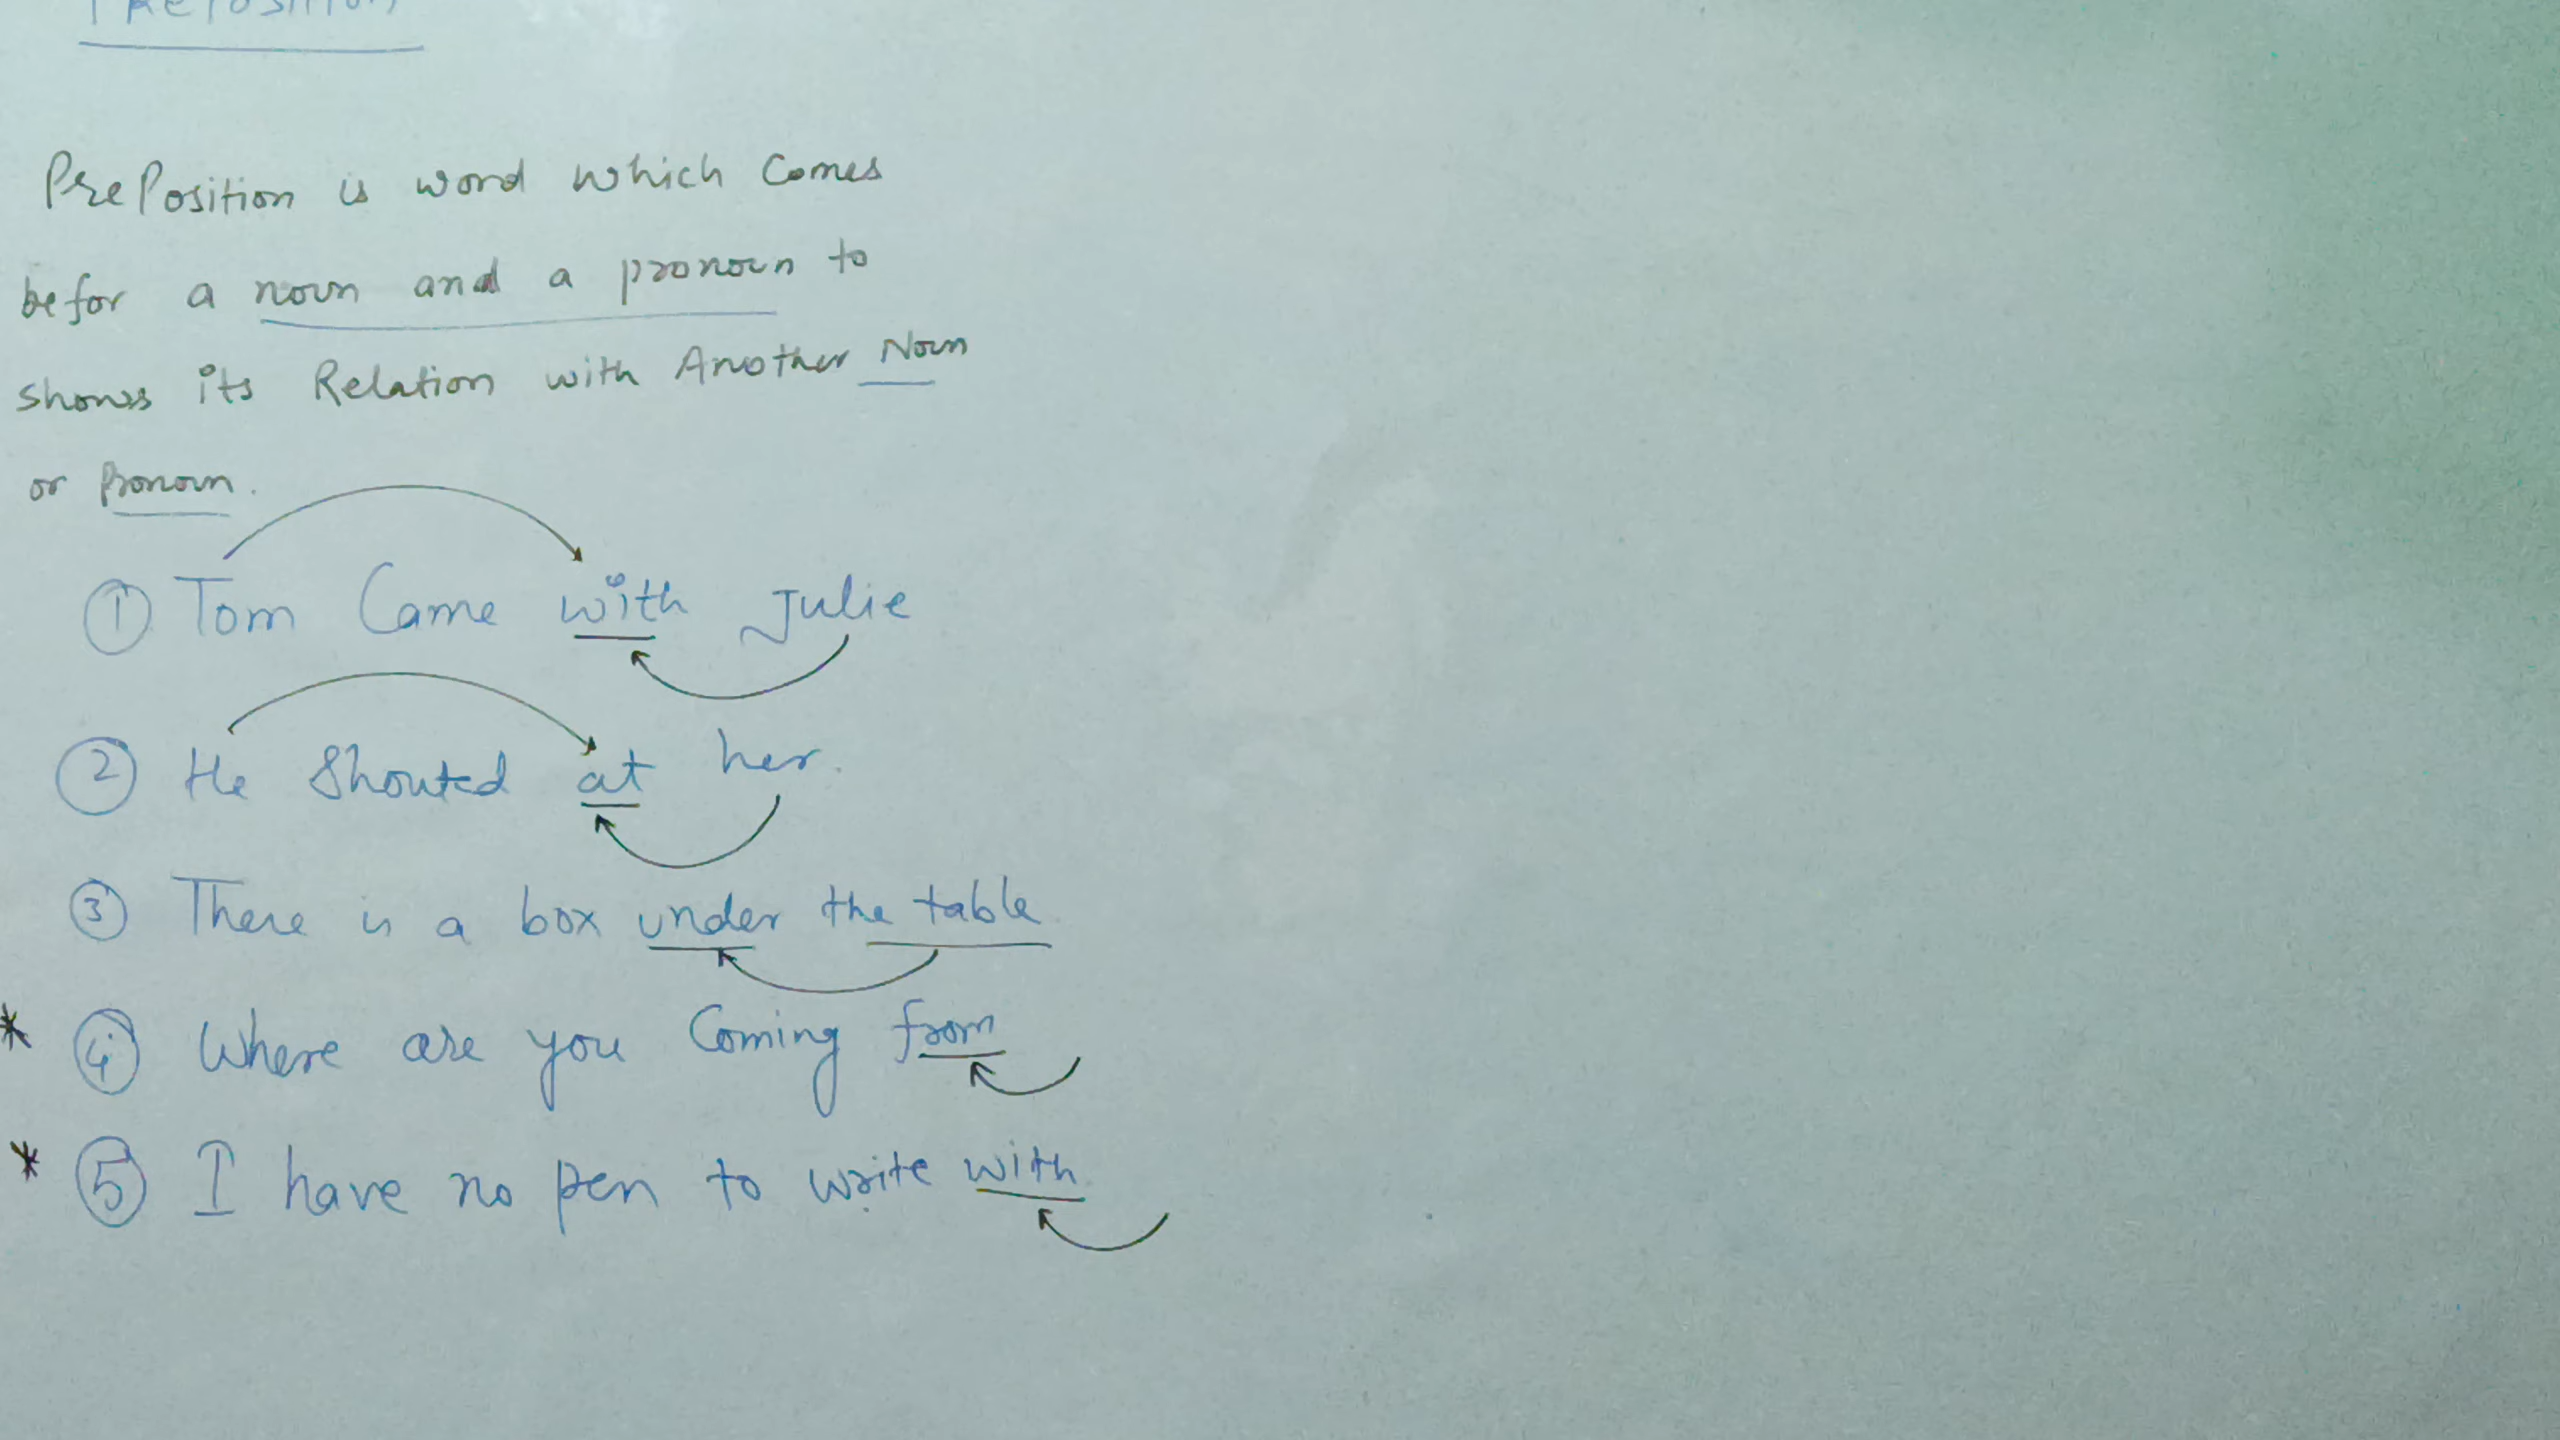 PREPOSITION
PrePosition is word which Comes
befor a noun and a pronoun to
shows its Relation with Another Noun
or Pronoun.
① Tom Came with Julie
② He Shouted at her.
③ There is a box under the table
* ④ Where are you Coming from
* ⑤ I have no pen to write with